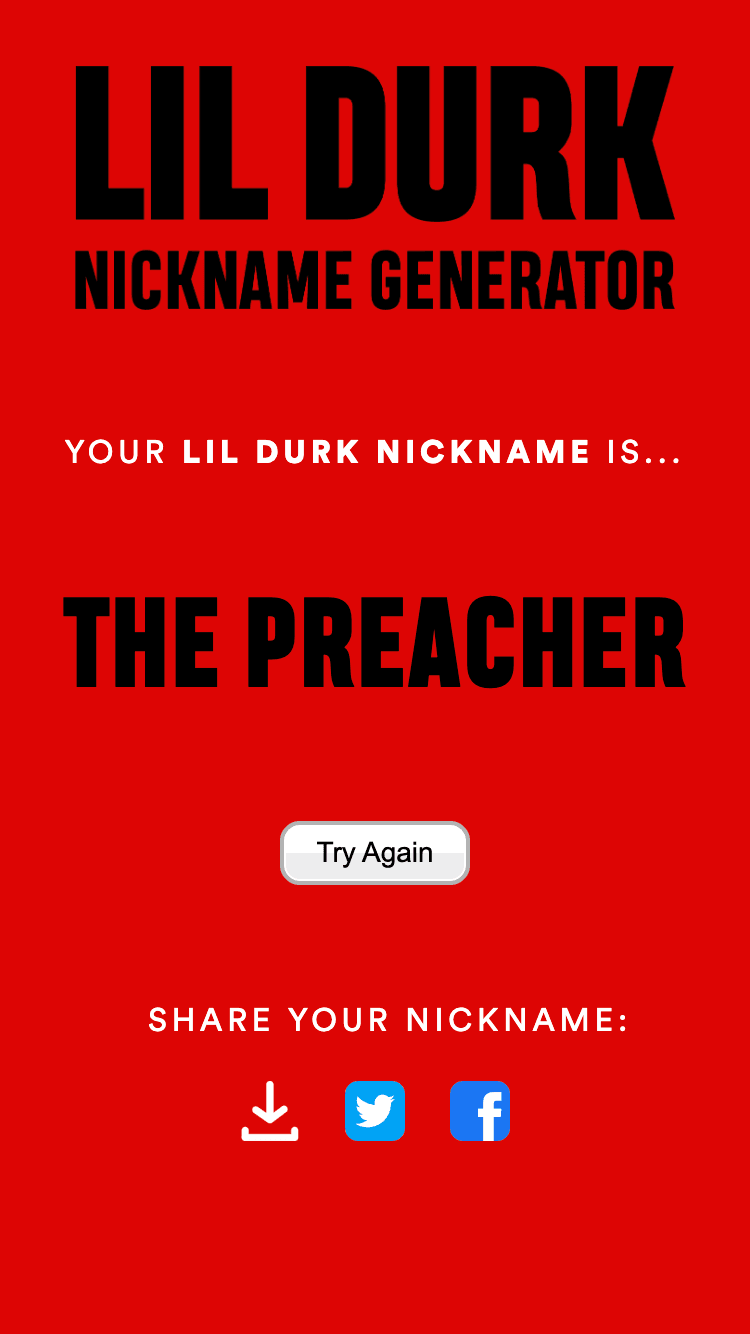 LIL DURK
NICKNAME GENERATOR
YOUR LIL DURK NICKNAME IS...
THE PREACHER
Try Again
SHARE YOUR NICKNAME: